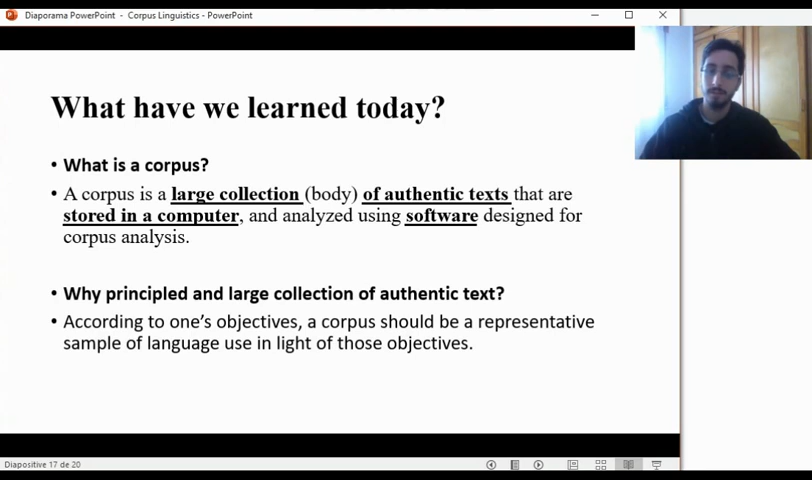 Diaporama PowerPoint - Corpus Linguistics - PowerPoint
What have we learned today?
• What is a corpus?
• A corpus is a large collection (body) of authentic texts that are
stored in a computer, and analyzed using software designed for
corpus analysis.
• Why principled and large collection of authentic text?
• According to one's objectives, a corpus should be a representative
sample of language use in light of those objectives.
Diapositive 17 de 20